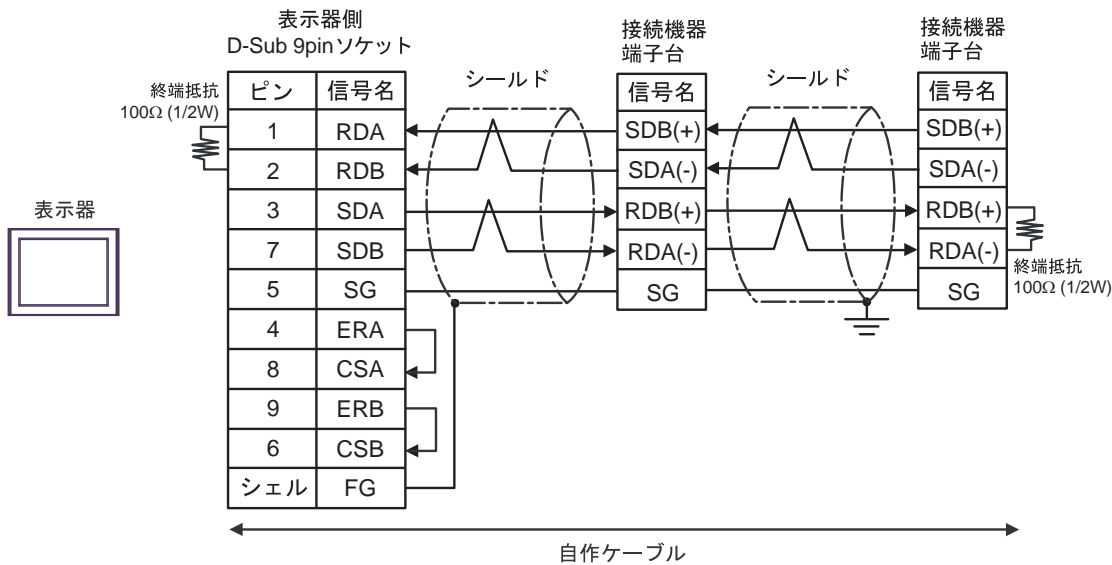 表示器側
D-Sub 9pinソケット
接続機器
端子台
接続機器
端子台
終端抵抗
100Ω (1/2W)
シールド
シールド
ピン 信号名
1 RDA
2 RDB
3 SDA
7 SDB
5 SG
4 ERA
8 CSA
9 ERB
6 CSB
シェル FG
信号名
SDB(+)
SDA(-)
RDB(+)
RDA(-)
SG
信号名
SDB(+)
SDA(-)
RDB(+)
RDA(-)
SG
終端抵抗
100Ω (1/2W)
表示器
自作ケーブル